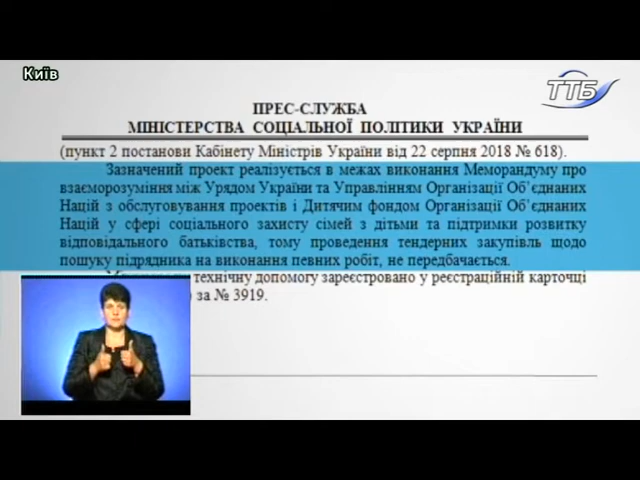 Київ
ТТБ
ПРЕС-СЛУЖБА
МІНІСТЕРСТВА СОЦІАЛЬНОЇ ПОЛІТИКИ УКРАЇНИ
(пункт 2 постанови Кабінету Міністрів України від 22 серпня 2018 № 618).
Зазначений проект реалізується в межах виконання Меморандуму про
взаєморозуміння між Урядом України та Управлінням Організації Об’єднаних
Націй з обслуговування проектів і Дитячим фондом Організації Об’єднаних
Націй у сфері соціального захисту сімей з дітьми та підтримки розвитку
відповідального батьківства, тому проведення тендерних закупівль щодо
пошуку підрядника на виконання певних робіт, не передбачається.
технічну допомогу зареєстровано у реєстраційній карточці
за № 3919.